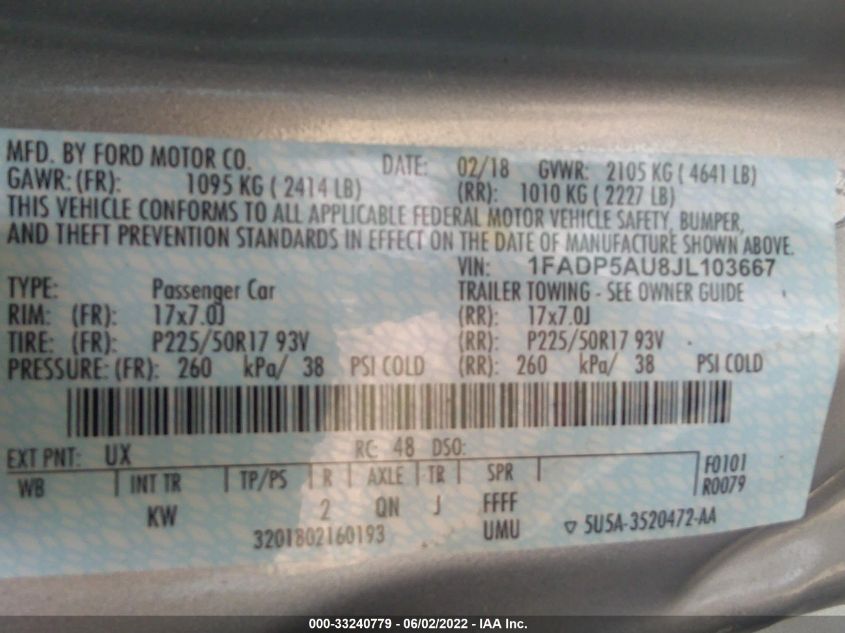 MFD. BY FORD MOTOR CO. DATE: 02/18 GVWR: 2105 KG ( 4641 LB)
GAWR: (FR): 1095 KG ( 2414 LB) (RR): 1010 KG ( 2227 LB)
THIS VEHICLE CONFORMS TO ALL APPLICABLE FEDERAL MOTOR VEHICLE SAFETY, BUMPER,
AND THEFT PREVENTION STANDARDS IN EFFECT ON THE DATE OF MANUFACTURE SHOWN ABOVE.
VIN: 1FADP5AU8JL103667
TYPE: Passenger Car TRAILER TOWING - SEE OWNER GUIDE
RIM: (FR): 17x7.0J (RR): 17x7.0J
TIRE: (FR): P225/50R17 93V (RR): P225/50R17 93V
PRESSURE: (FR): 260 kPa/ 38 PSI COLD (RR): 260 kPa/ 38 PSI COLD
EXT PNT: UX RC: 48 DSO:
WB INT TR TP/PS R AXLE TR SPR F0101
R0079
KW 2 QN J FFFF
3201802160193 UMU ▽ 5U5A-3520472-AA
000-33240779 - 06/02/2022 - IAA Inc.